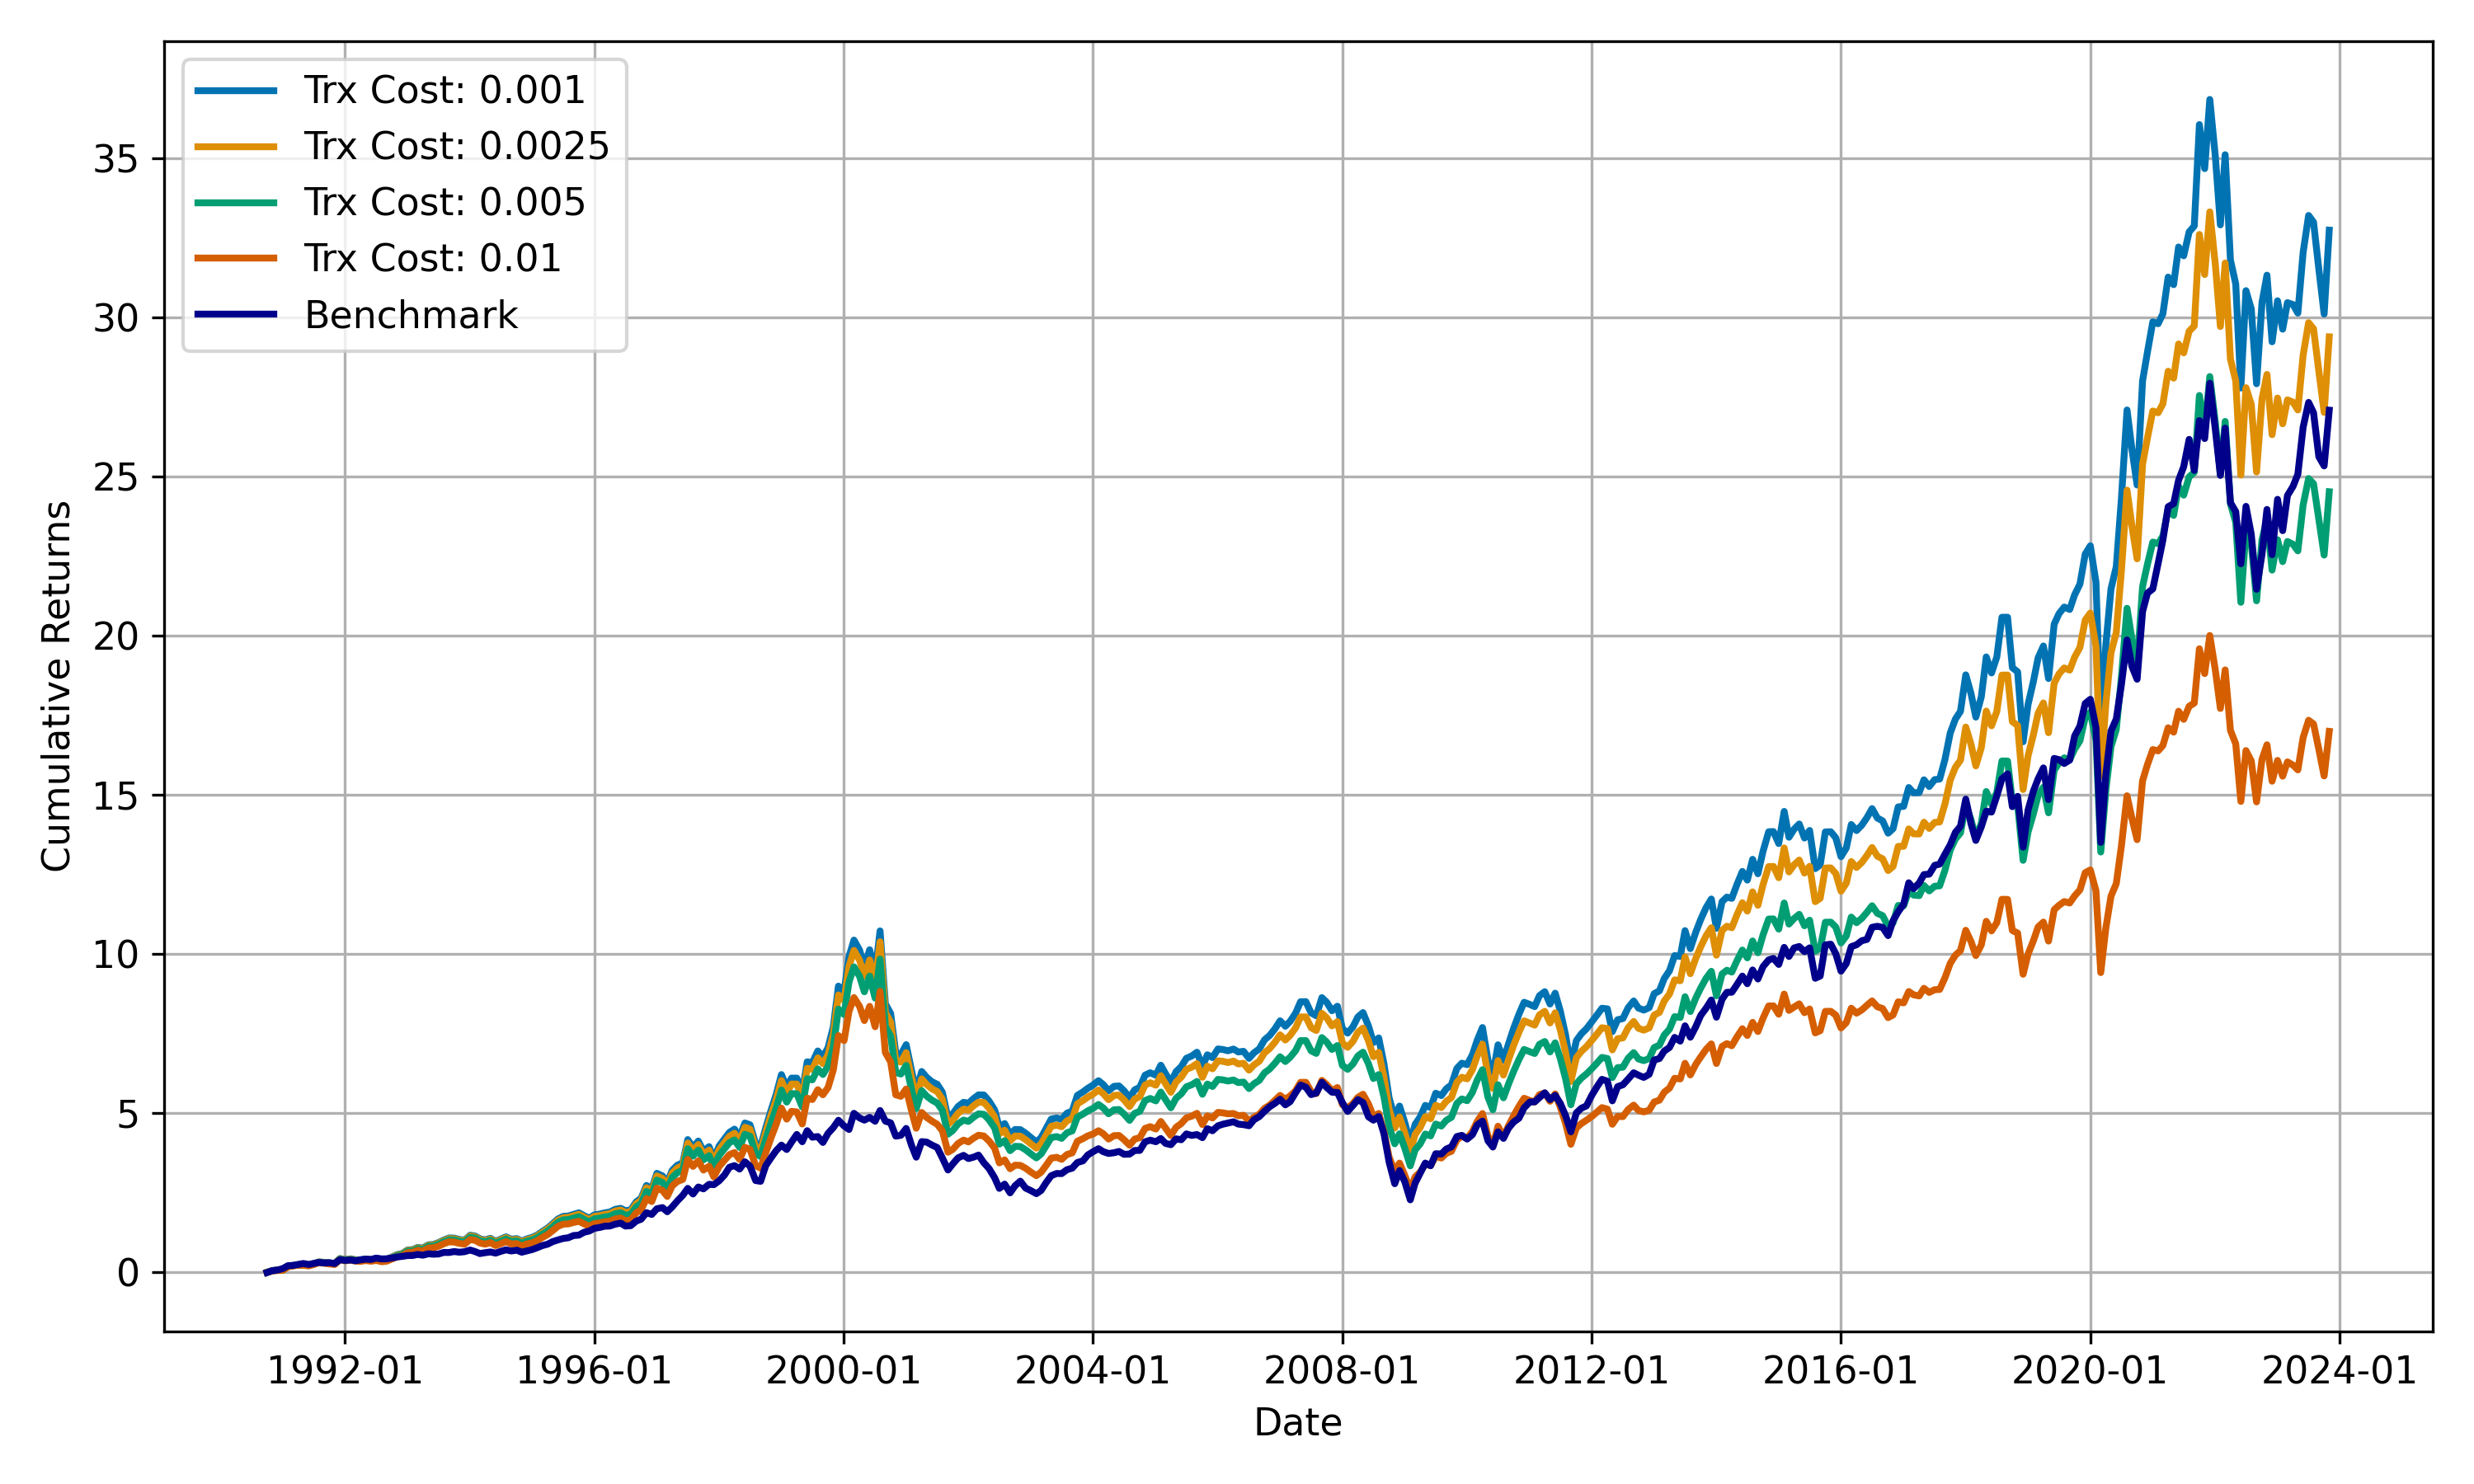 Trx Cost: 0.001
Trx Cost: 0.0025
Trx Cost: 0.005
Trx Cost: 0.01
Benchmark
35
30
25
20
15
10
5
0
Cumulative Returns
1992-01 1996-01 2000-01 2004-01 2008-01 2012-01 2016-01 2020-01 2024-01
Date